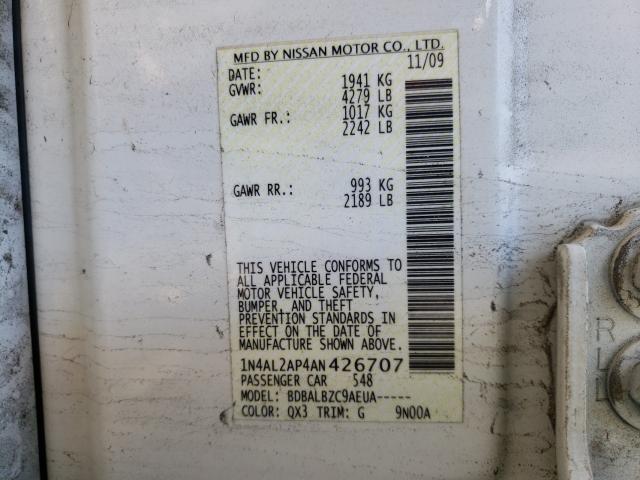 MFD BY NISSAN MOTOR CO., LTD.
DATE: 11/09
GVWR: 1941 KG
4279 LB
GAWR FR.: 1017 KG
2242 LB
GAWR RR.: 993 KG
2189 LB
THIS VEHICLE CONFORMS TO
ALL APPLICABLE FEDERAL
MOTOR VEHICLE SAFETY,
BUMPER, AND THEFT
PREVENTION STANDARDS IN
EFFECT ON THE DATE OF
MANUFACTURE SHOWN ABOVE.
1N4AL2AP4AN426707
PASSENGER CAR 548
MODEL: BDBALBZC9AEUA-----
COLOR: QX3 TRIM: G 9N00A
R
L